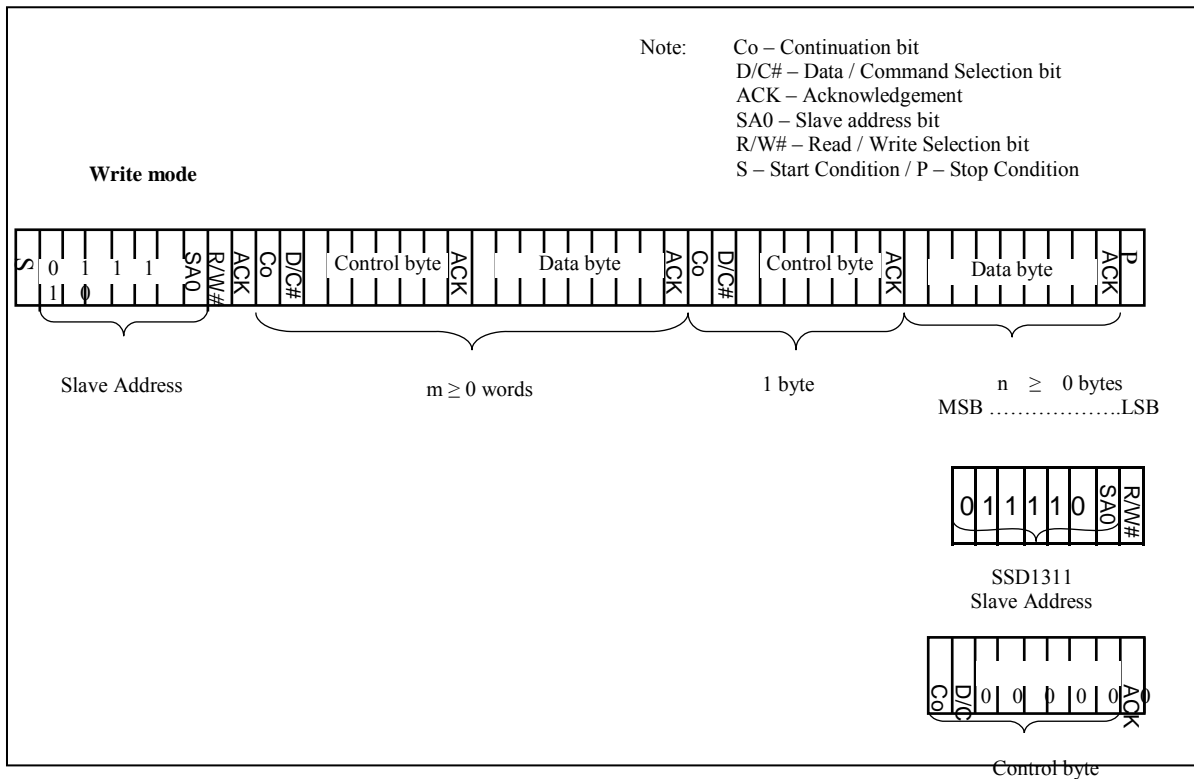 Note: Co – Continuation bit
D/C# – Data / Command Selection bit
ACK – Acknowledgement
SA0 – Slave address bit
R/W# – Read / Write Selection bit
S – Start Condition / P – Stop Condition
Write mode
S 0 1 1 1 SA0 R/W# ACK Co D/C# Control byte ACK Data byte ACK Co D/C# Control byte ACK Data byte ACK P
1 0
Slave Address
m ≥ 0 words
1 byte
n ≥ 0 bytes
MSB ………………..LSB
0 1 1 1 1 0 SA0 R/W#
SSD1311
Slave Address
Co D/C 0 0 0 0 0 0 ACK
Control byte